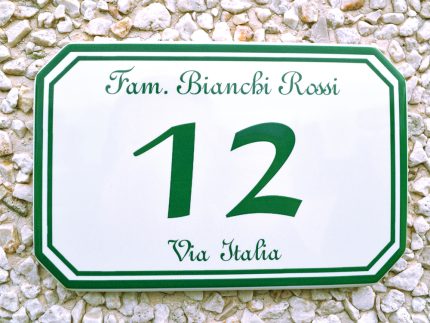 Fam. Bianchi Rossi
12
Via Italia